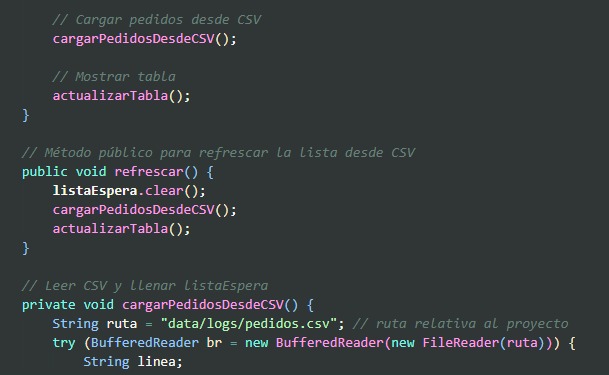 // Cargar pedidos desde CSV
cargarPedidosDesdeCSV();
// Mostrar tabla
actualizarTabla();
}
// Método público para refrescar la lista desde CSV
public void refrescar() {
listaEspera.clear();
cargarPedidosDesdeCSV();
actualizarTabla();
}
// Leer CSV y llenar listaEspera
private void cargarPedidosDesdeCSV() {
String ruta = "data/logs/pedidos.csv"; // ruta relativa al proyecto
try (BufferedReader br = new BufferedReader(new FileReader(ruta))) {
String linea;